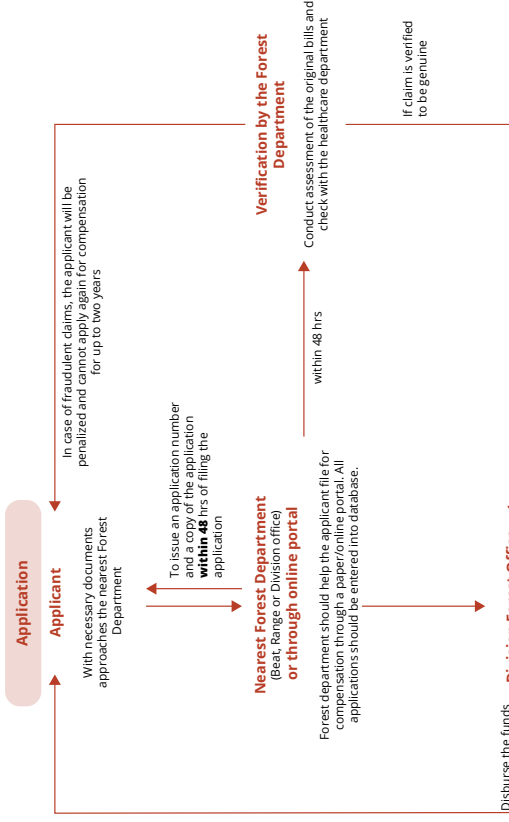 Application
Applicant
With necessary documents
approaches the nearest Forest
Department
In case of fraudulent claims, the applicant will be
penalized and cannot apply again for compensation
for up to two years
To issue an application number
and a copy of the application
within 48 hrs of filing the
application
Nearest Forest Department
(Beat, Range or Division office)
or through online portal
Forest department should help the applicant file for
compensation through a paper/online portal. All
applications should be entered into database.
within 48 hrs
Verification by the Forest
Department
Conduct assessment of the original bills and
check with the healthcare department
If claim is verified
to be genuine
Disburse the funds